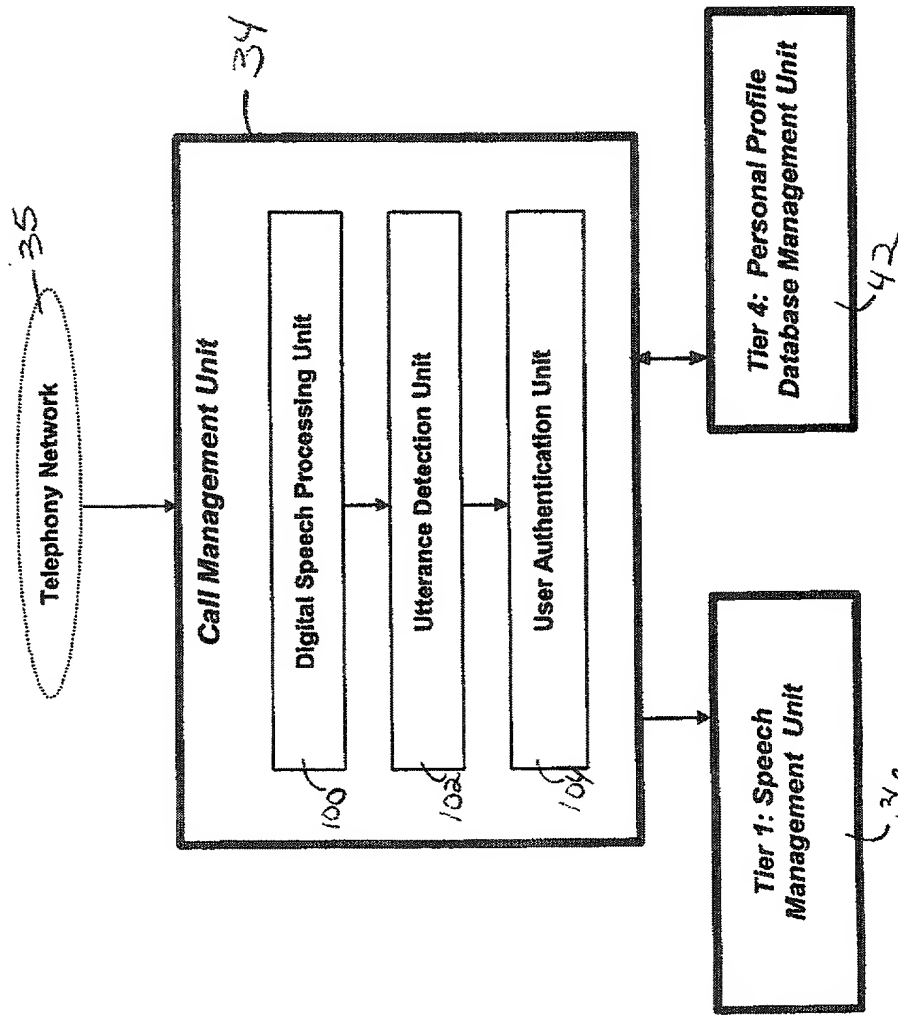 35
Telephony Network
34
Call Management Unit
Digital Speech Processing Unit
100
Utterance Detection Unit
102
User Authentication Unit
104
Tier 1: Speech
Management Unit
Tier 4: Personal Profile
Database Management Unit
42